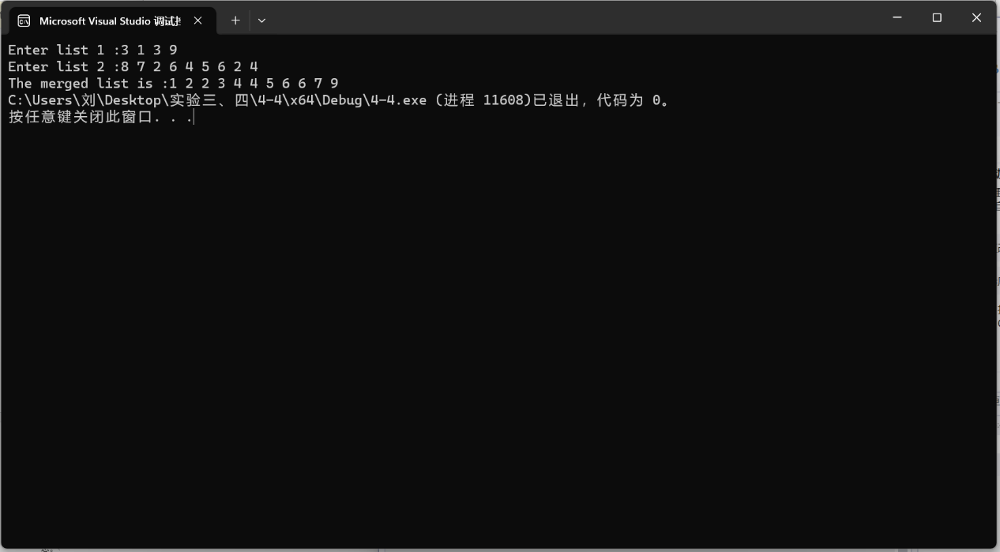 Microsoft Visual Studio 调试
Enter list 1 :3 1 3 9
Enter list 2 :8 7 2 6 4 5 6 2 4
The merged list is :1 2 2 3 4 4 5 6 6 7 9
C:\Users\刘\Desktop\实验三、四\4-4\x64\Debug\4-4.exe (进程 11608)已退出，代码为 0。
按任意键关闭此窗口. . .